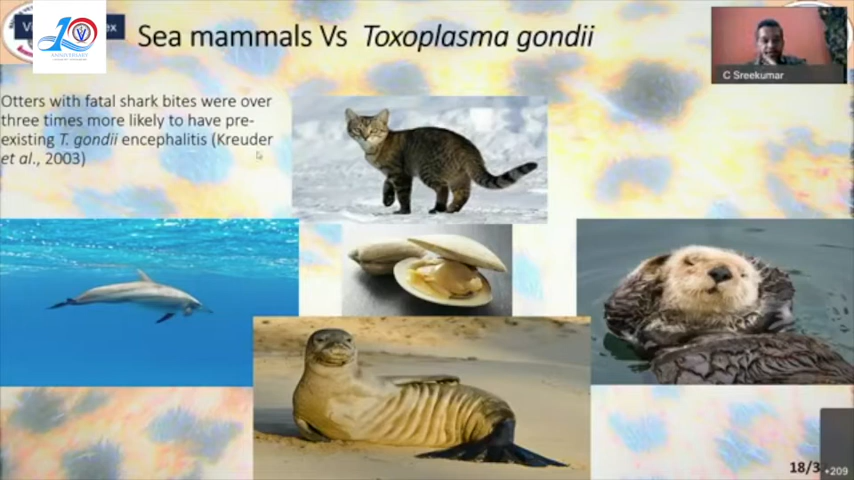 Sea mammals Vs Toxoplasma gondii
C Sreekumar
Otters with fatal shark bites were over
three times more likely to have pre-
existing T. gondii encephalitis (Kreuder
et al., 2003)
ANNIVERSARY
18/3
+209